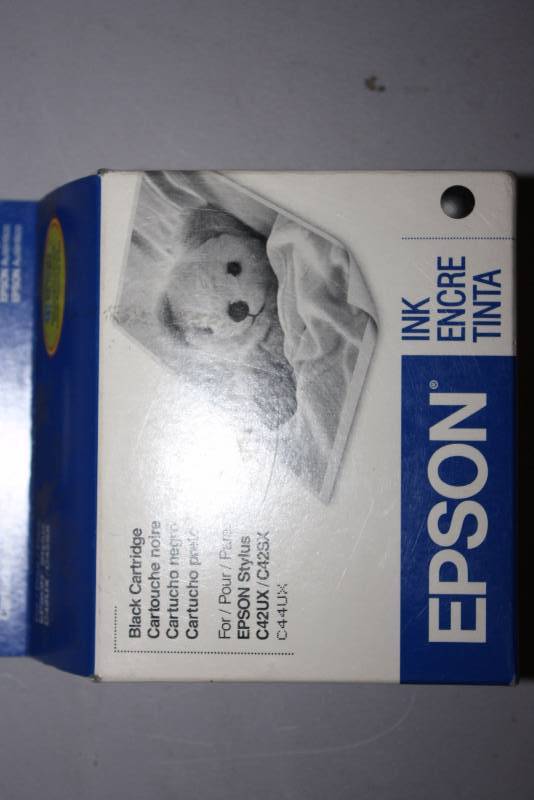 INK
ENCRE
TINTA
EPSON®
Black Cartridge
Cartouche noire
Cartucho negro
Cartucho preto
For / Pour / Para
EPSON Stylus
C42UX / C42SX
C44UX